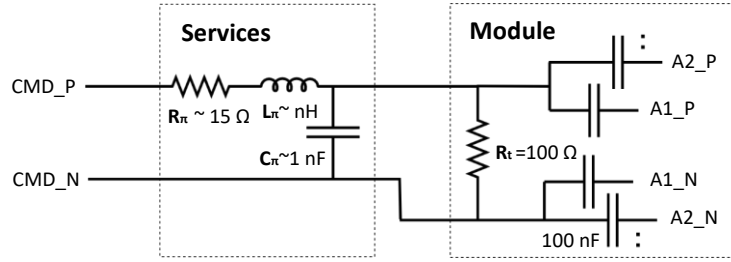 Services
Module
CMD_P
Rπ ~ 15 Ω
Lπ~ nH
Cπ~1 nF
CMD_N
Rt=100 Ω
A2_P
A1_P
A1_N
A2_N
100 nF
:
: